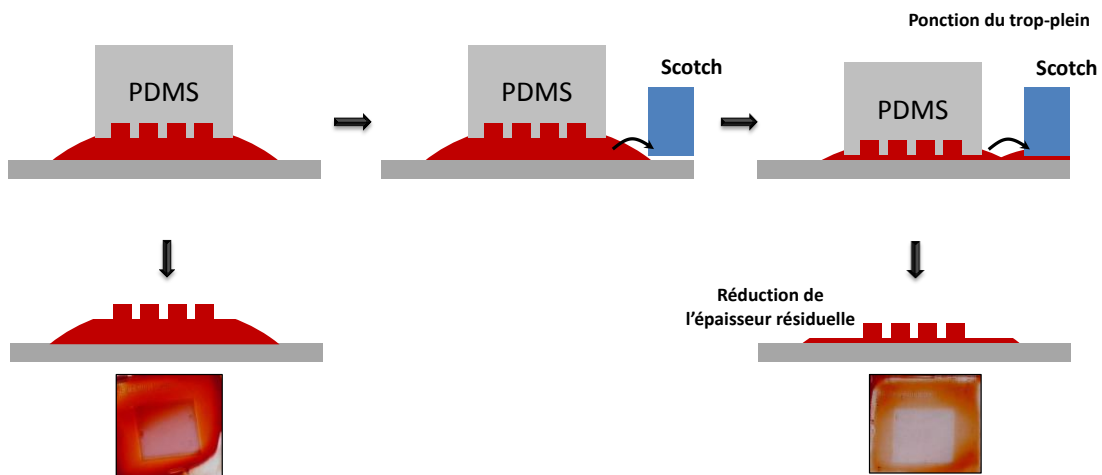 Ponction du trop-plein
Scotch
Scotch
PDMS
PDMS
PDMS
Réduction de
l’épaisseur résiduelle